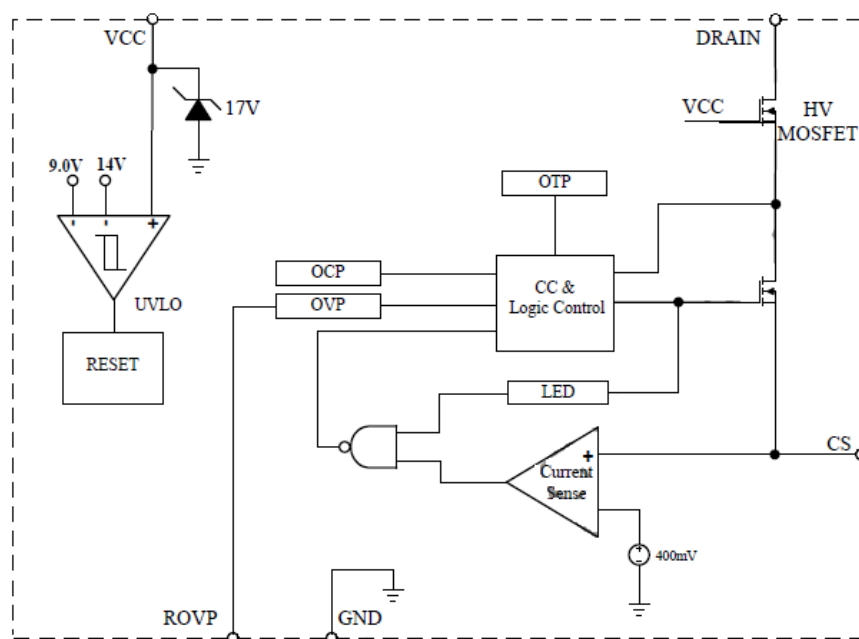 VCC
DRAIN
17V
VCC
HV
MOSFET
9.0V
14V
-
-
+
OTP
UVLO
OCP
OVP
CC &
Logic Control
RESET
LED
CS
+
Current
Sense
400mV
ROVP
GND